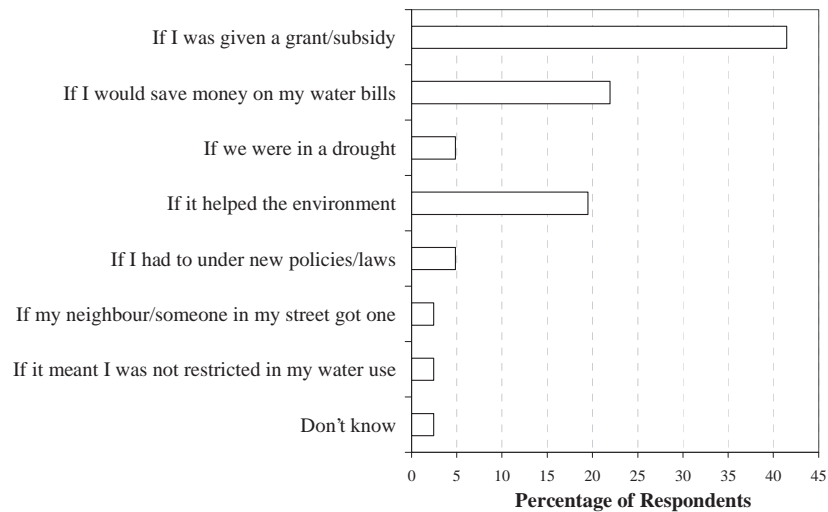 If I was given a grant/subsidy
If I would save money on my water bills
If we were in a drought
If it helped the environment
If I had to under new policies/laws
If my neighbour/someone in my street got one
If it meant I was not restricted in my water use
Don't know
0 5 10 15 20 25 30 35 40 45
Percentage of Respondents